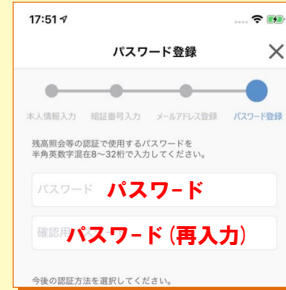 17:51
パスワード登録
本人情報入力 暗証番号入力 メールアドレス登録 パスワード登録
残高照会等の認証で使用するパスワードを
半角英数字混在8〜32桁で入力してください。
パスワード パスワード
確認用 パスワード(再入力)
今後の認証方法を選択してください。